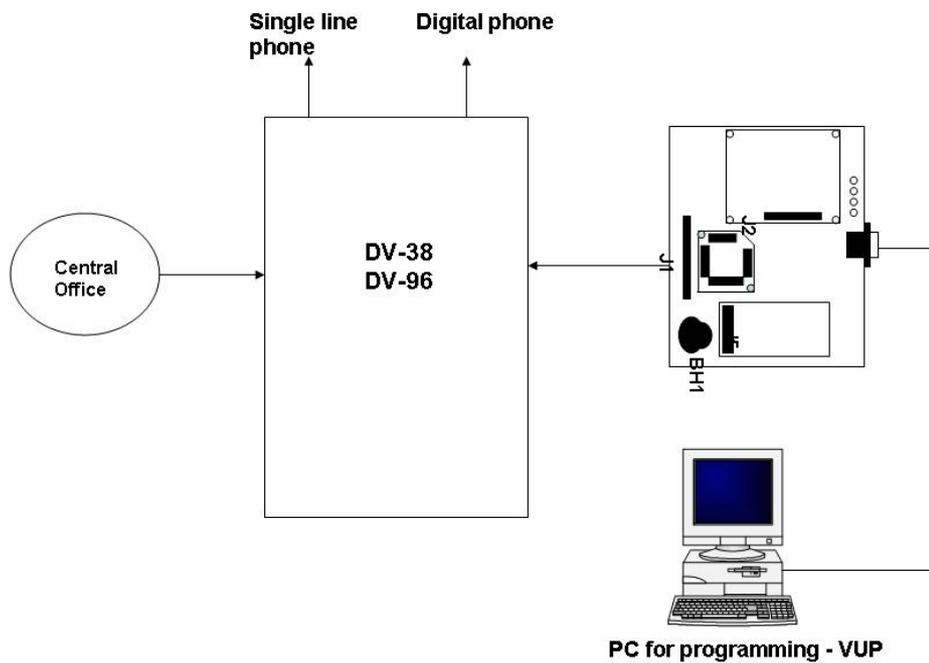 Single line
phone
Digital phone
Central
Office
DV-38
DV-96
J2
J1
BH1
PC for programming - VUP